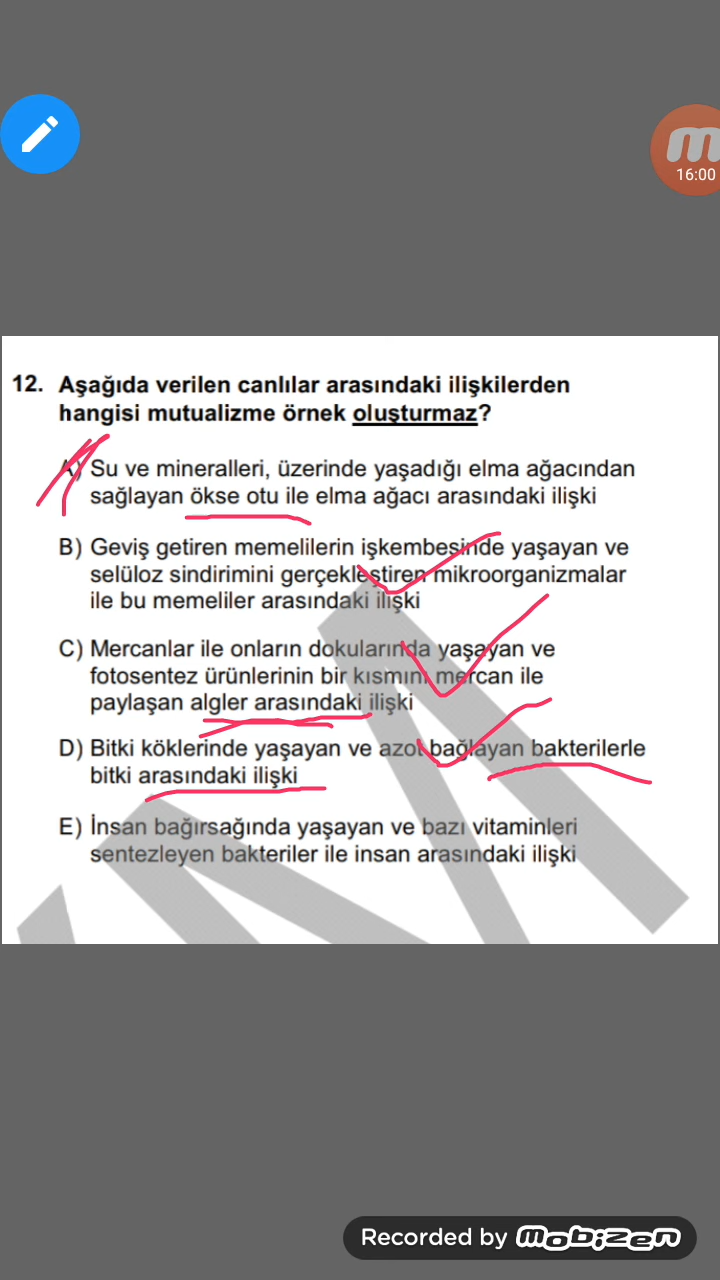 16:00
12. Aşağıda verilen canlılar arasındaki ilişkilerden
hangisi mutualizme örnek oluşturmaz?
A) Su ve mineralleri, üzerinde yaşadığı elma ağacından
sağlayan ökse otu ile elma ağacı arasındaki ilişki
B) Geviş getiren memelilerin işkembesinde yaşayan ve
selüloz sindirimini gerçekleştiren mikroorganizmalar
ile bu memeliler arasındaki ilişki
C) Mercanlar ile onların dokularında yaşayan ve
fotosentez ürünlerinin bir kısmını mercan ile
paylaşan algler arasındaki ilişki
D) Bitki köklerinde yaşayan ve azot bağlayan bakterilerle
bitki arasındaki ilişki
E) İnsan bağırsağında yaşayan ve bazı vitaminleri
sentezleyen bakteriler ile insan arasındaki ilişki
Recorded by mobizen